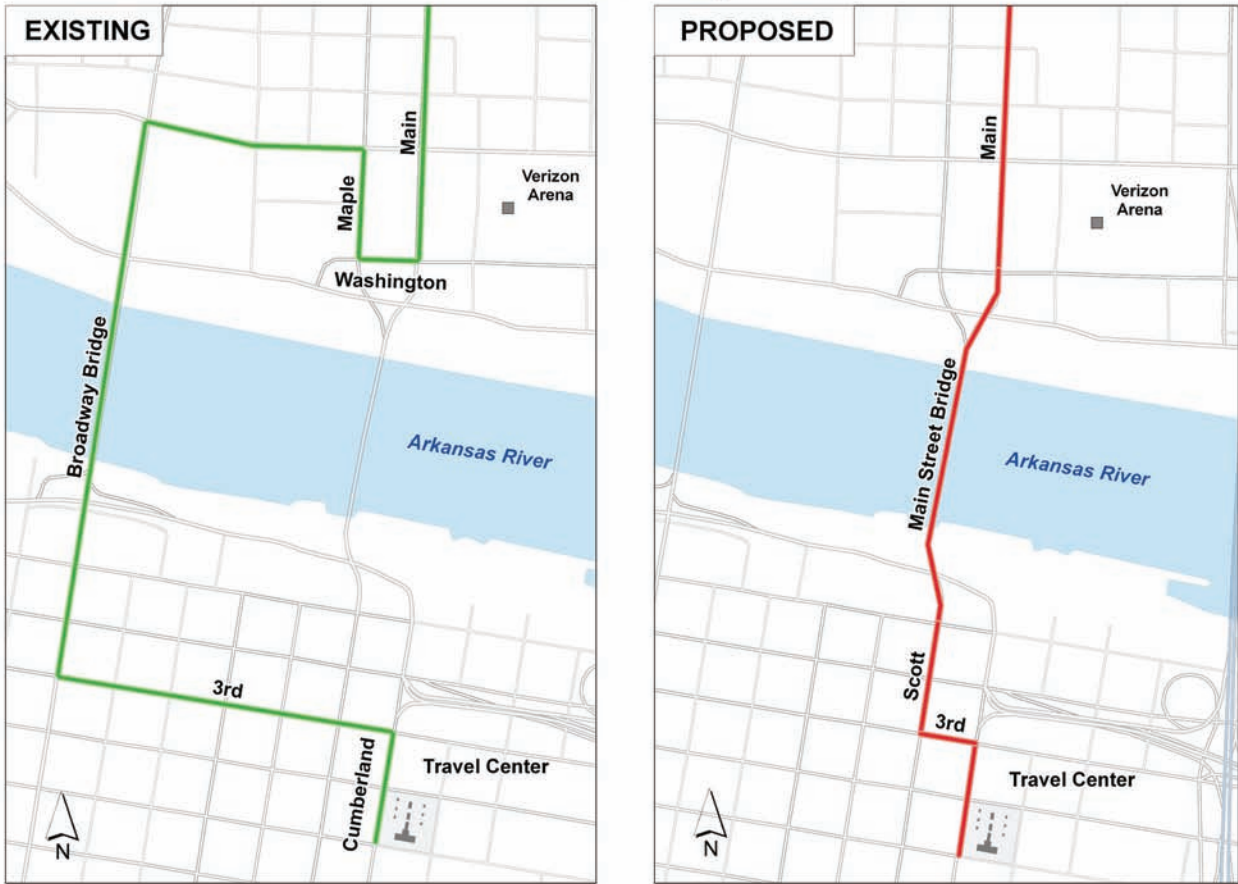 EXISTING
Main
Maple
Verizon
Arena
Washington
Broadway Bridge
Arkansas River
3rd
Travel Center
Cumberland
N
PROPOSED
Main
Verizon
Arena
Main Street Bridge
Arkansas River
Scott
3rd
Travel Center
N